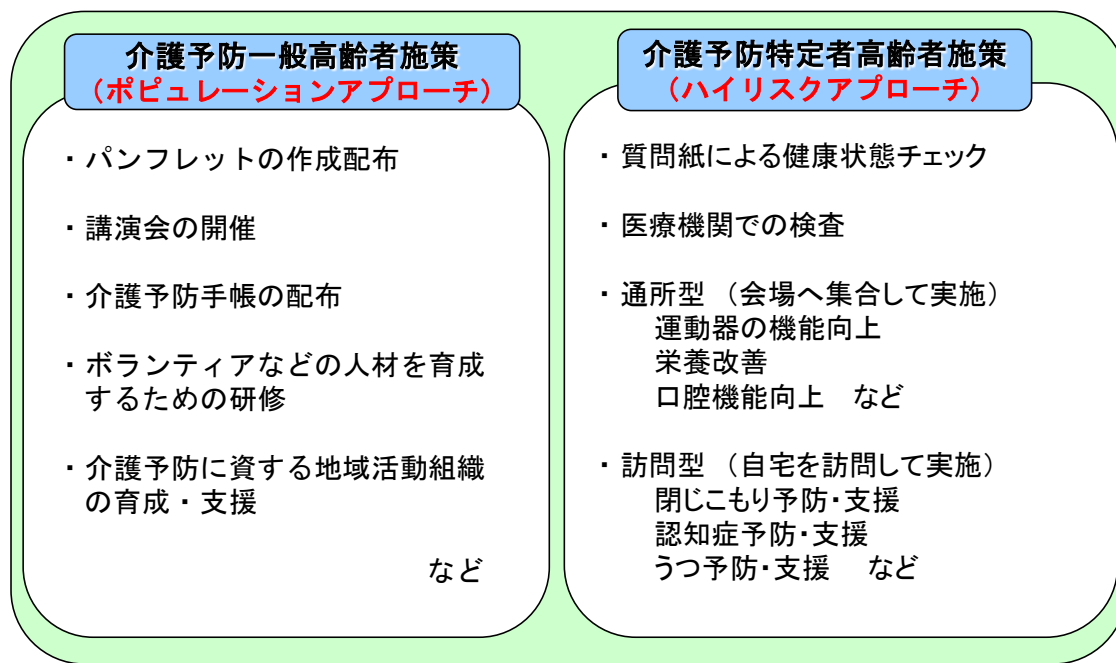 介護予防一般高齢者施策
（ポピュレーションアプローチ）
・パンフレットの作成配布
・講演会の開催
・介護予防手帳の配布
・ボランティアなどの人材を育成
するための研修
・介護予防に資する地域活動組織
の育成・支援
など
介護予防特定者高齢者施策
（ハイリスクアプローチ）
・質問紙による健康状態チェック
・医療機関での検査
・通所型　（会場へ集合して実施）
運動器の機能向上
栄養改善
口腔機能向上　など
・訪問型　（自宅を訪問して実施）
閉じこもり予防・支援
認知症予防・支援
うつ予防・支援　など